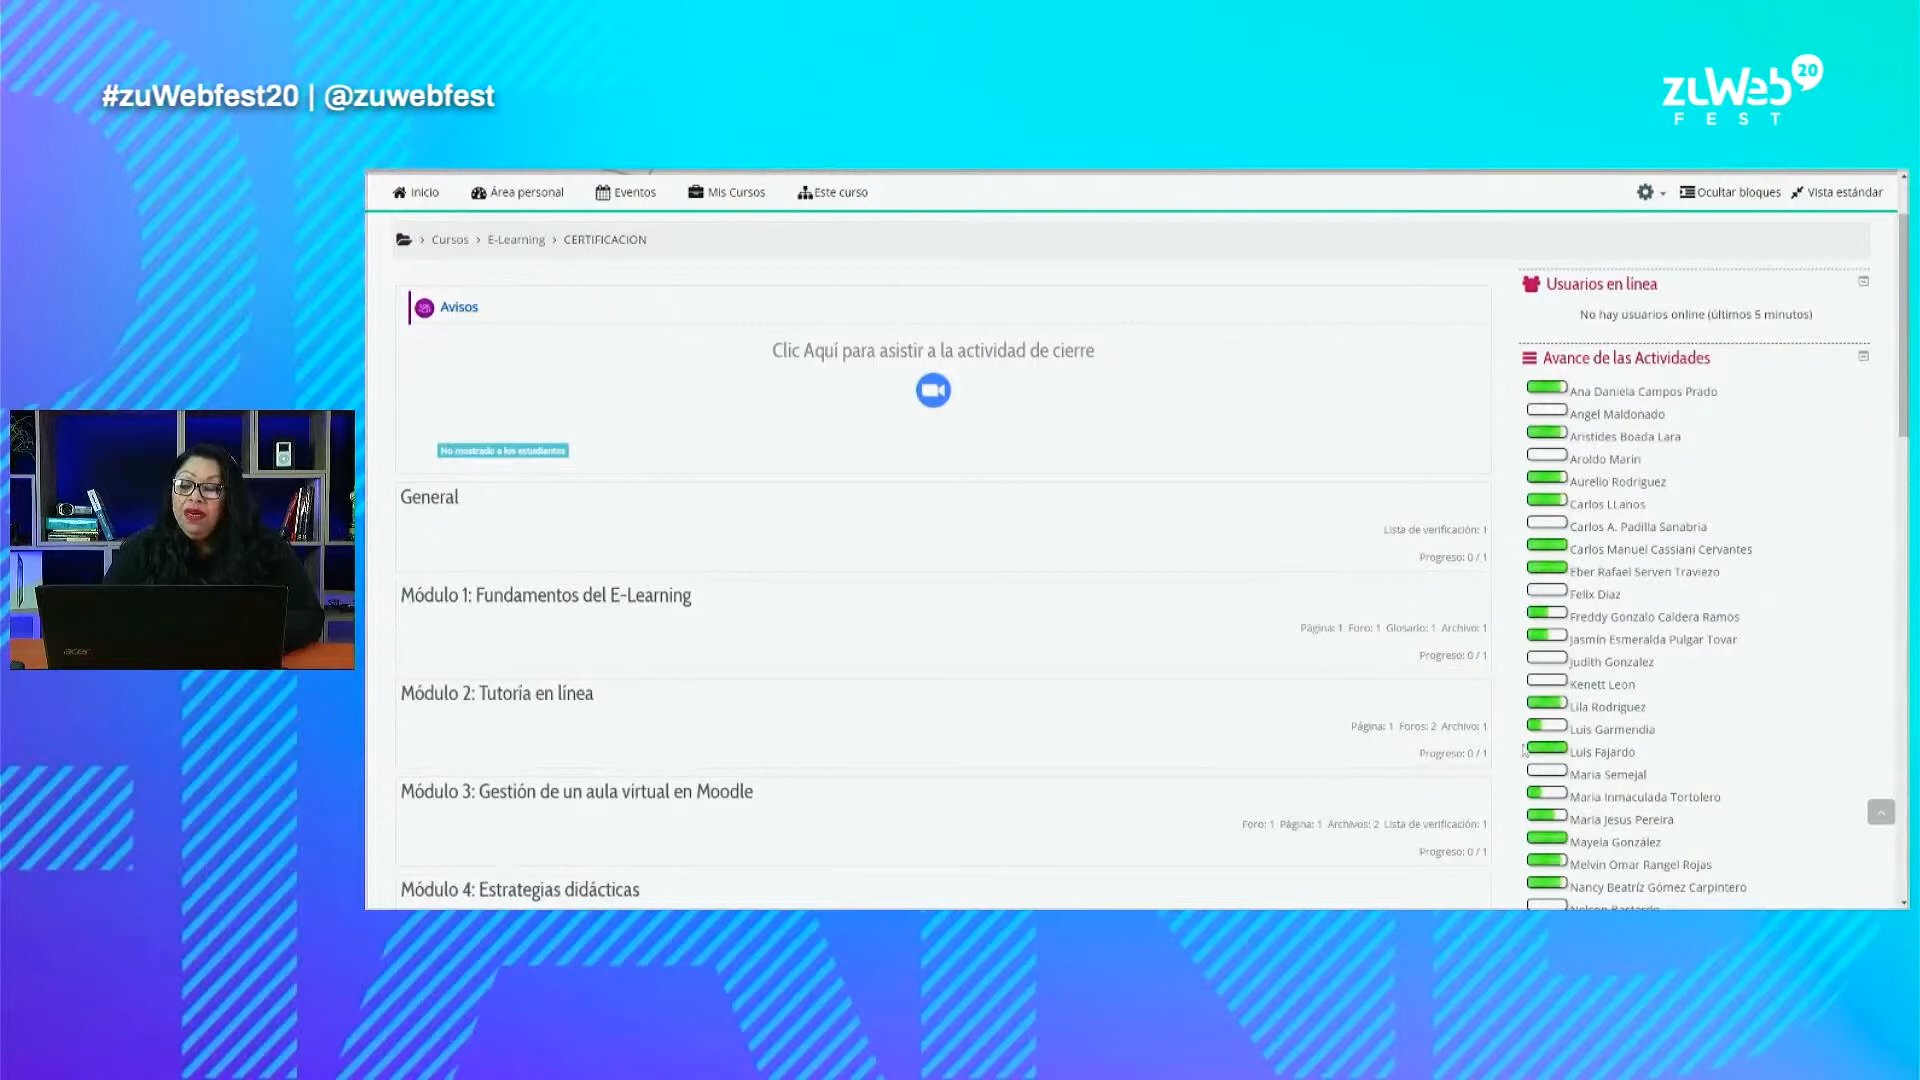 #zuWebfest20 | @zuwebfest
zuWeb 20
FEST
Inicio
Área personal
Eventos
Mis Cursos
Este curso
Ocultar bloques
Vista estándar
› Cursos › E-Learning › CERTIFICACION
Avisos
Clic Aquí para asistir a la actividad de cierre
No mostrado a los estudiantes
General
Lista de verificación: 1
Progreso: 0 / 1
Módulo 1: Fundamentos del E-Learning
Página: 1 Foro: 1 Glosario: 1 Archivo: 1
Progreso: 0 / 1
Módulo 2: Tutoría en línea
Página: 1 Foros: 2 Archivo: 1
Progreso: 0 / 1
Módulo 3: Gestión de un aula virtual en Moodle
Foro: 1 Página: 1 Archivos: 2 Lista de verificación: 1
Progreso: 0 / 1
Módulo 4: Estrategias didácticas
Usuarios en línea
No hay usuarios online (últimos 5 minutos)
Avance de las Actividades
Ana Daniela Campos Prado
Angel Maldonado
Aristides Boada Lara
Aroldo Marin
Aurelio Rodriguez
Carlos LLanos
Carlos A. Padilla Sanabria
Carlos Manuel Cassiani Cervantes
Eber Rafael Serven Traviezo
Felix Diaz
Freddy Gonzalo Caldera Ramos
Jasmín Esmeralda Pulgar Tovar
Judith Gonzalez
Kenett Leon
Lila Rodriguez
Luis Garmendia
Luis Fajardo
Maria Semejal
Maria Inmaculada Tortolero
Maria Jesus Pereira
Mayela González
Melvin Omar Rangel Rojas
Nancy Beatríz Gómez Carpintero
acer